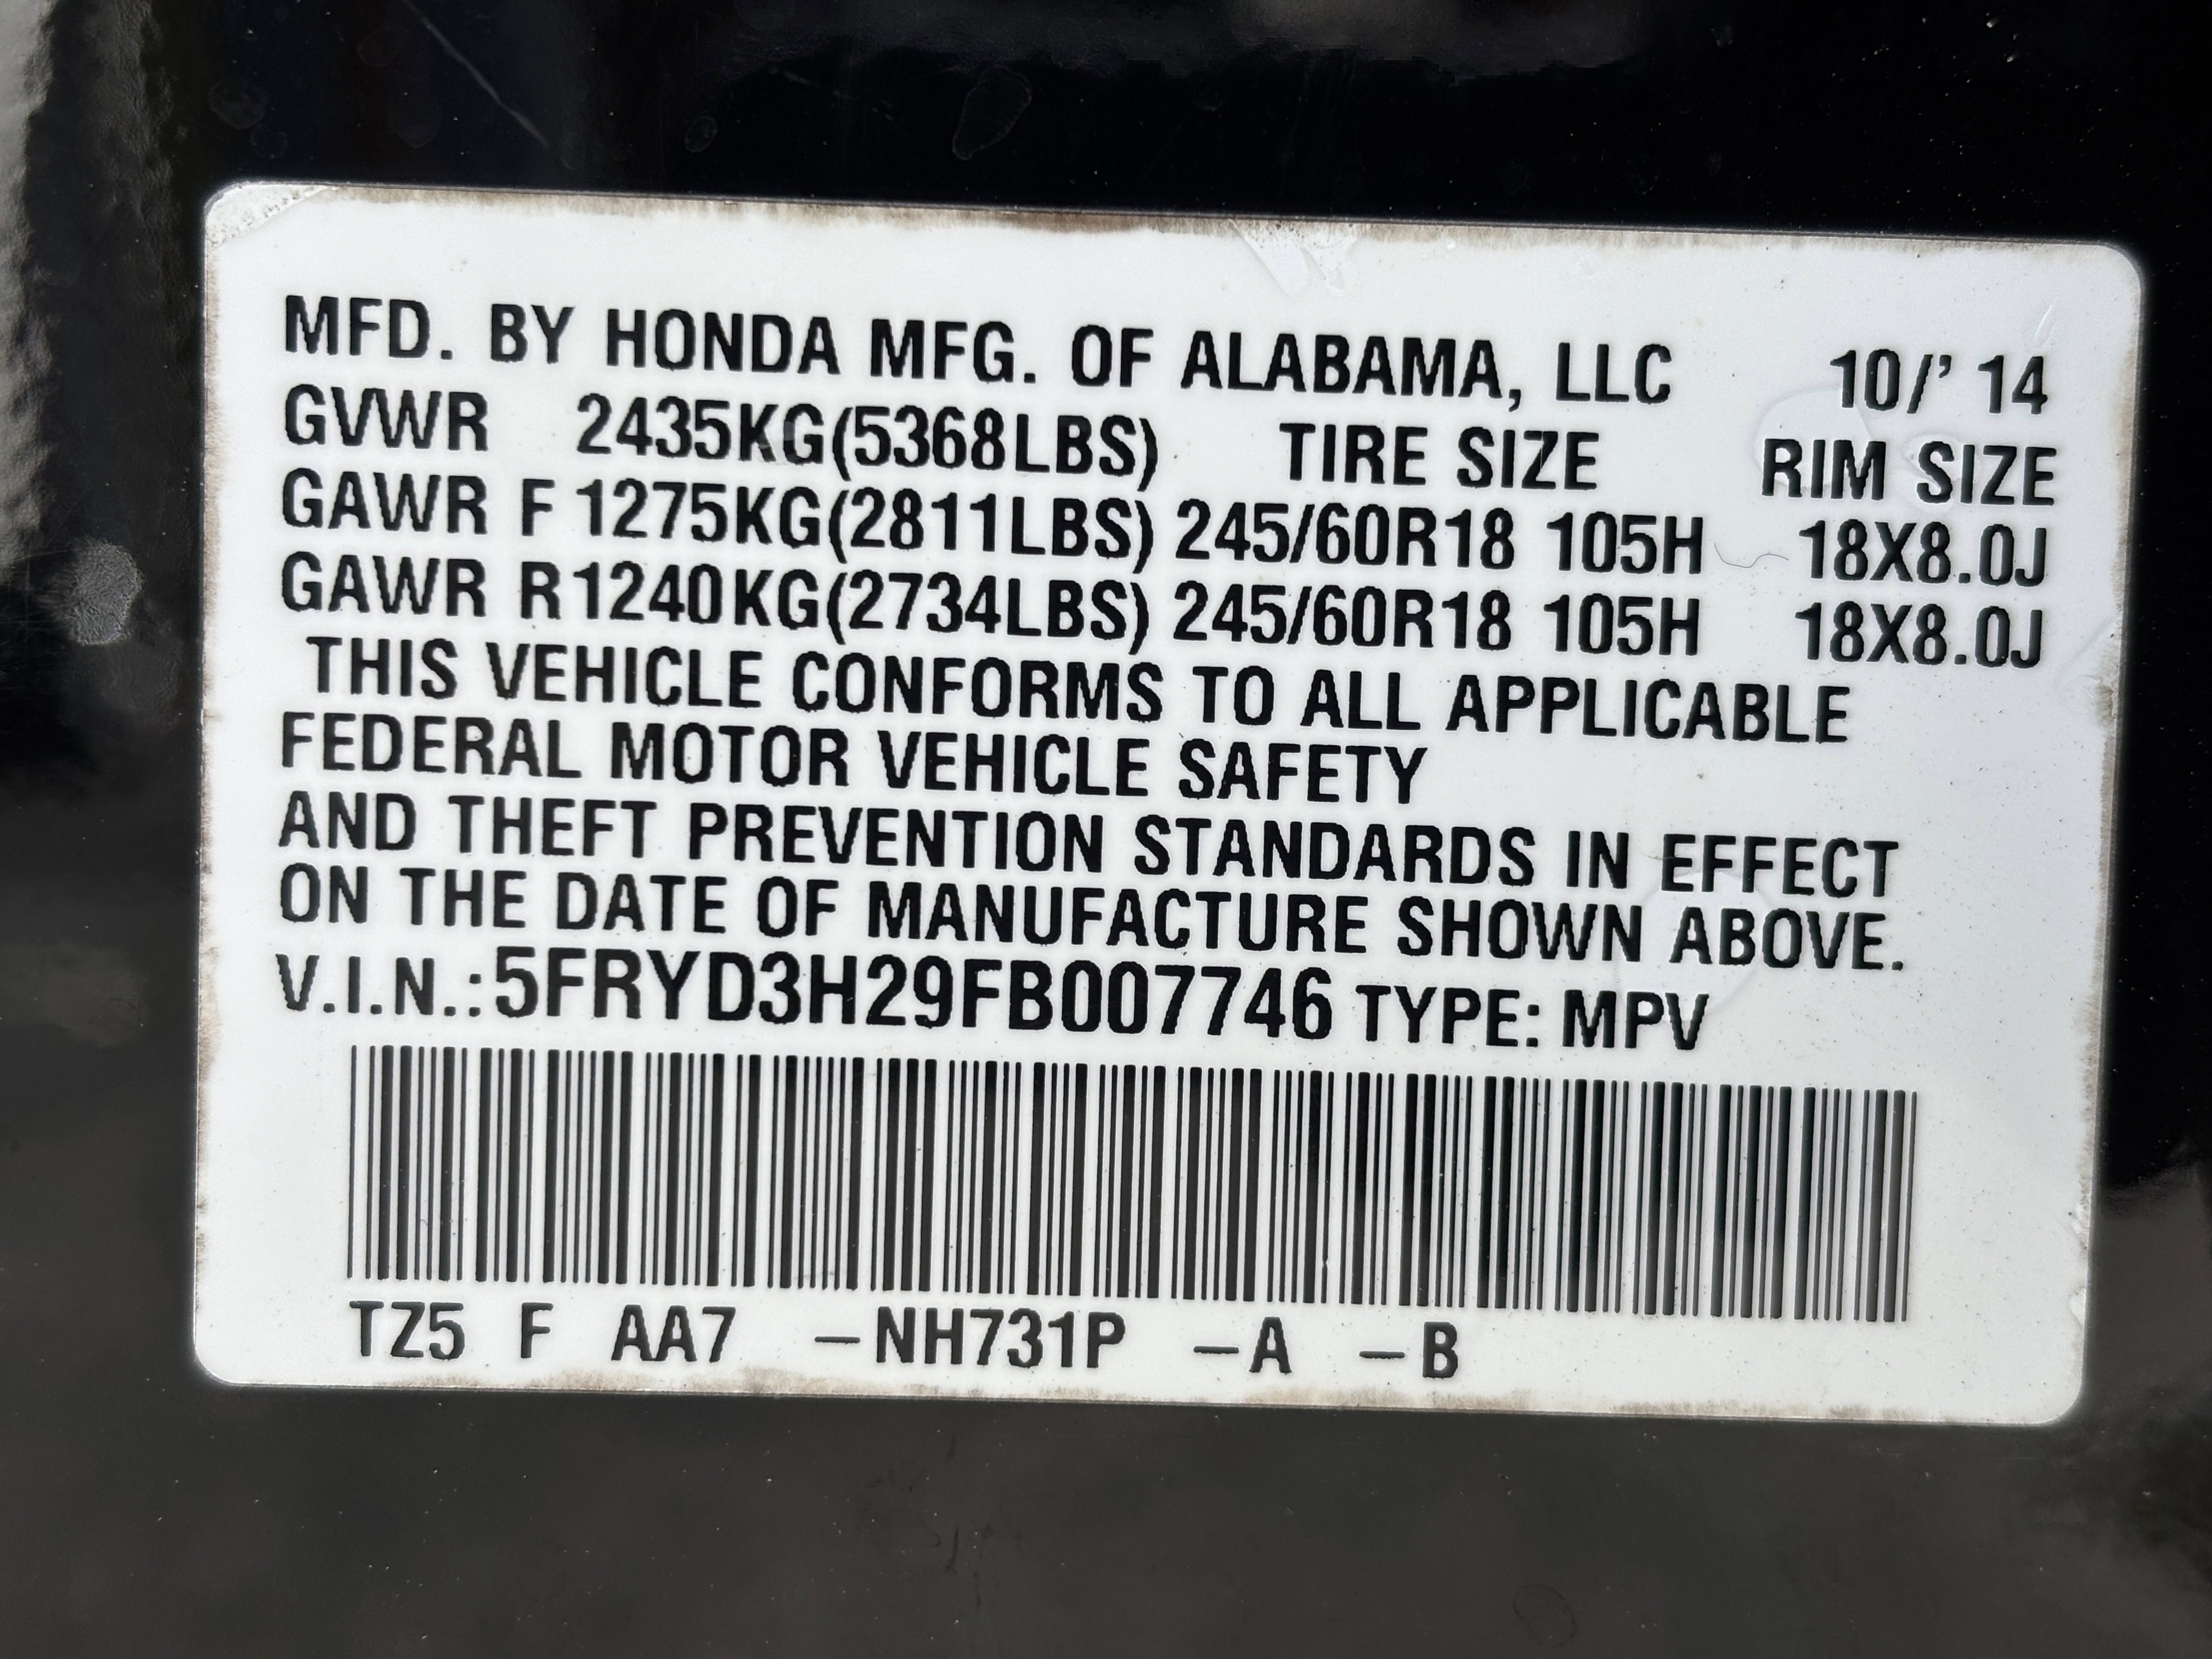 MFD. BY HONDA MFG. OF ALABAMA, LLC 10/' 14
GVWR 2435KG(5368LBS) TIRE SIZE RIM SIZE
GAWR F 1275KG(2811LBS) 245/60R18 105H 18X8.0J
GAWR R1240KG(2734LBS) 245/60R18 105H 18X8.0J
THIS VEHICLE CONFORMS TO ALL APPLICABLE
FEDERAL MOTOR VEHICLE SAFETY
AND THEFT PREVENTION STANDARDS IN EFFECT
ON THE DATE OF MANUFACTURE SHOWN ABOVE.
V.I.N.:5FRYD3H29FB007746 TYPE: MPV
TZ5 F AA7 –NH731P –A –B